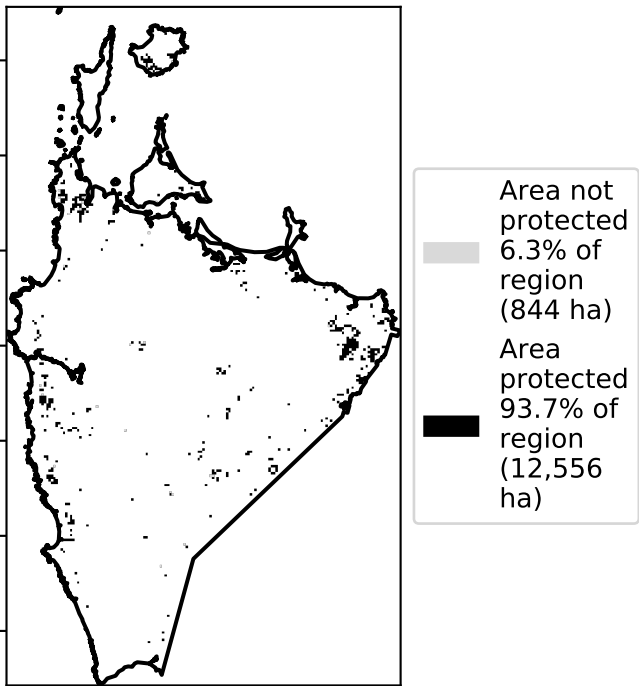 Area not
protected
6.3% of
region
(844 ha)
Area
protected
93.7% of
region
(12,556
ha)